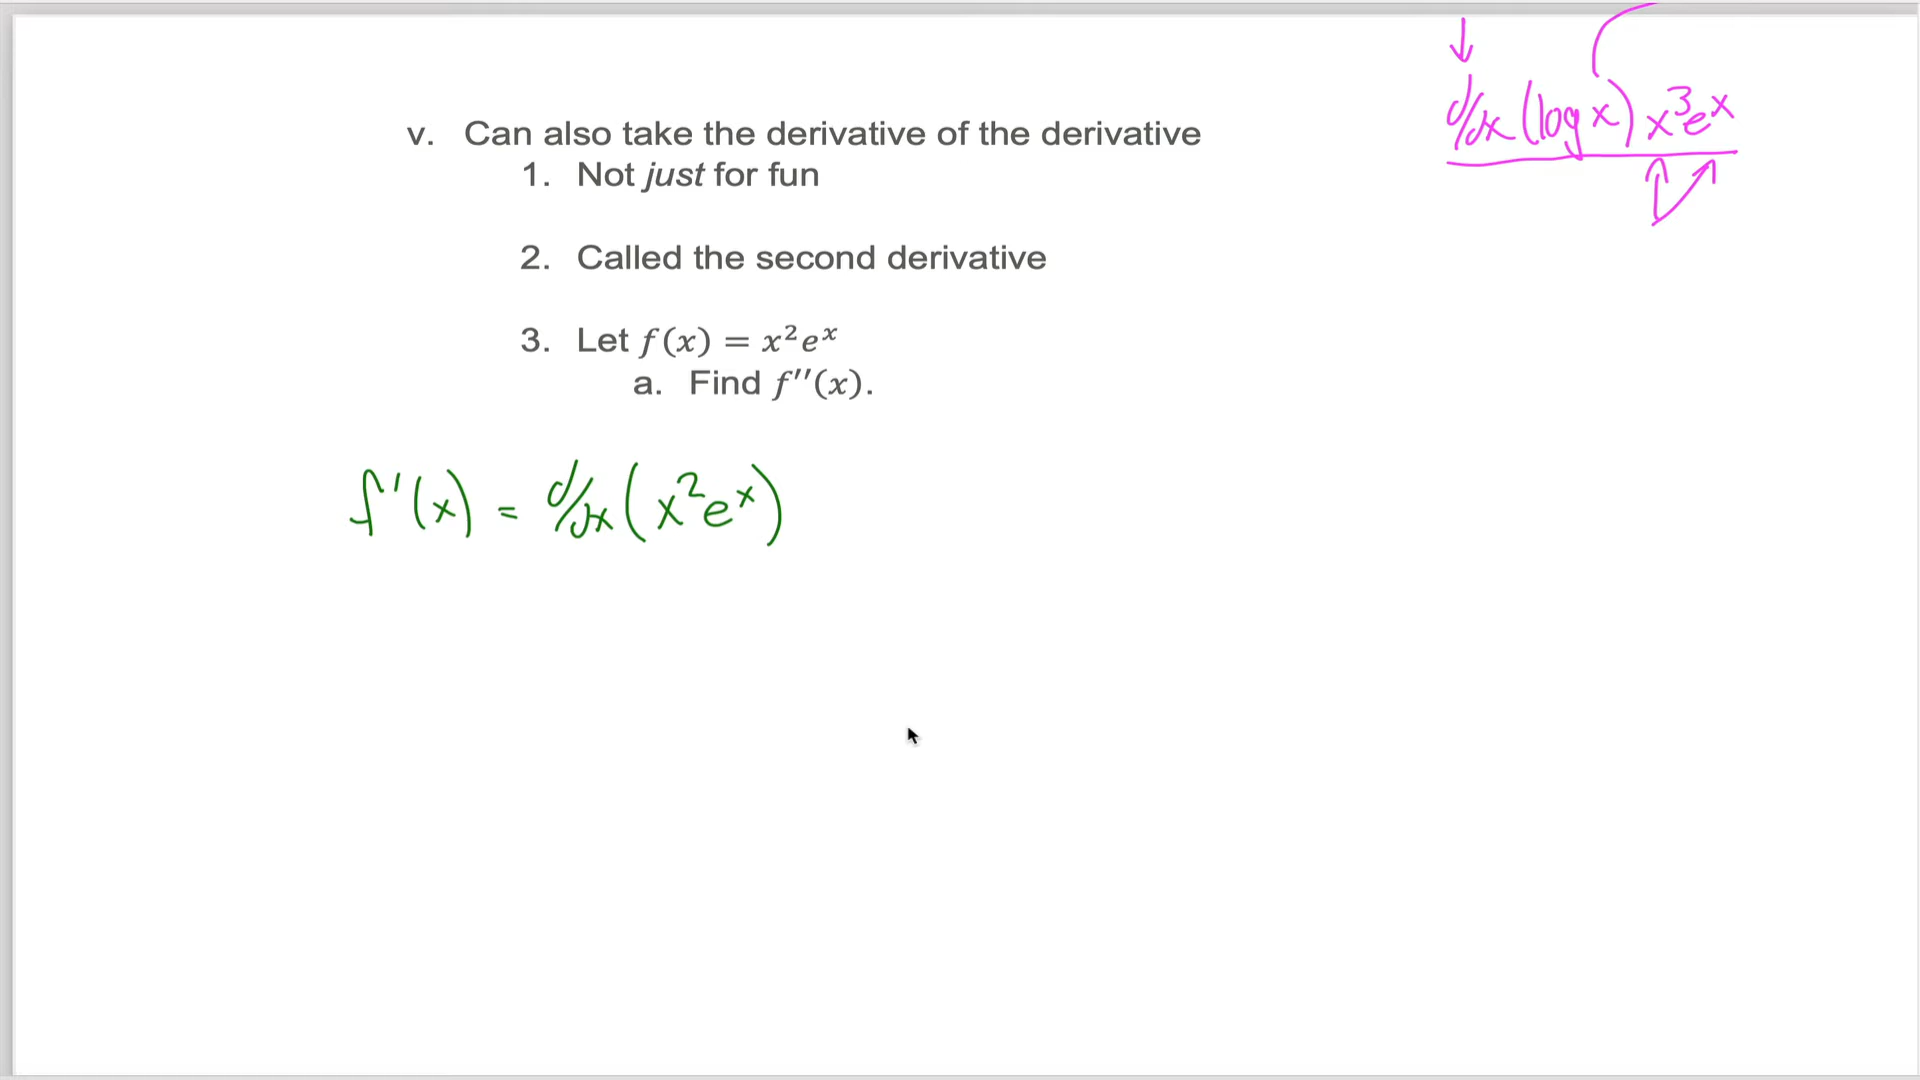 v. Can also take the derivative of the derivative
1. Not just for fun
2. Called the second derivative
3. Let f(x) = x²eˣ
a. Find f''(x).
f'(x) = d/dx (x²eˣ)
d/dx (log x) x³eˣ